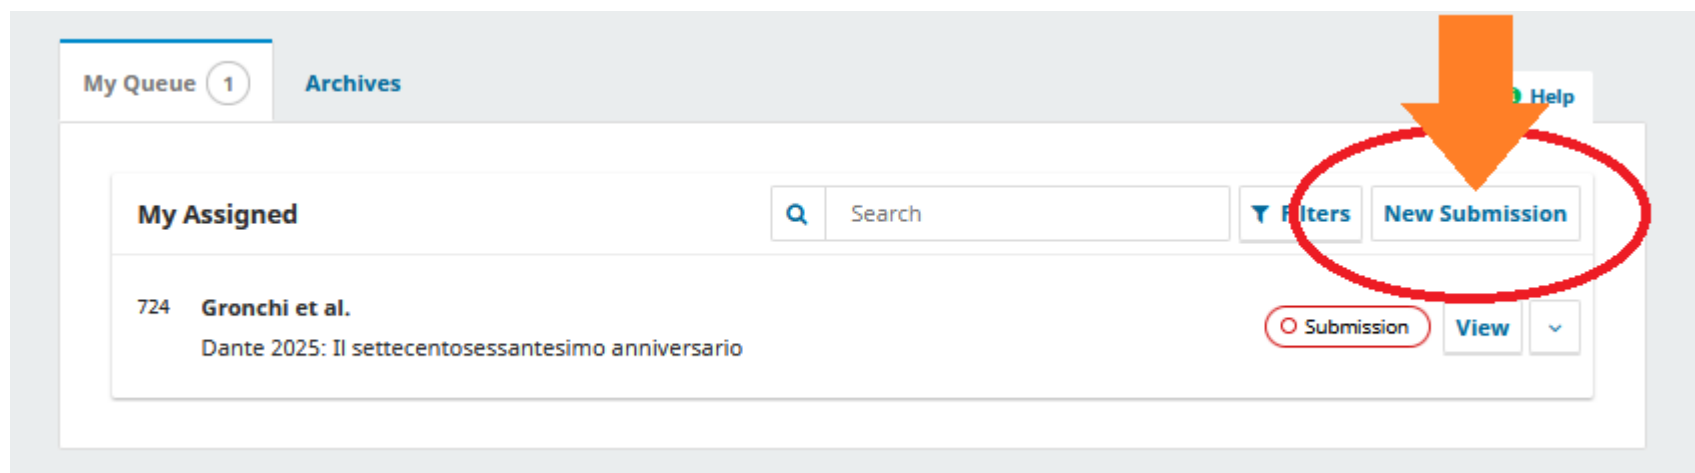 My Queue 1 Archives
Help
My Assigned Search Filters New Submission
724 Gronchi et al. Submission View
Dante 2025: Il settecentosessantesimo anniversario